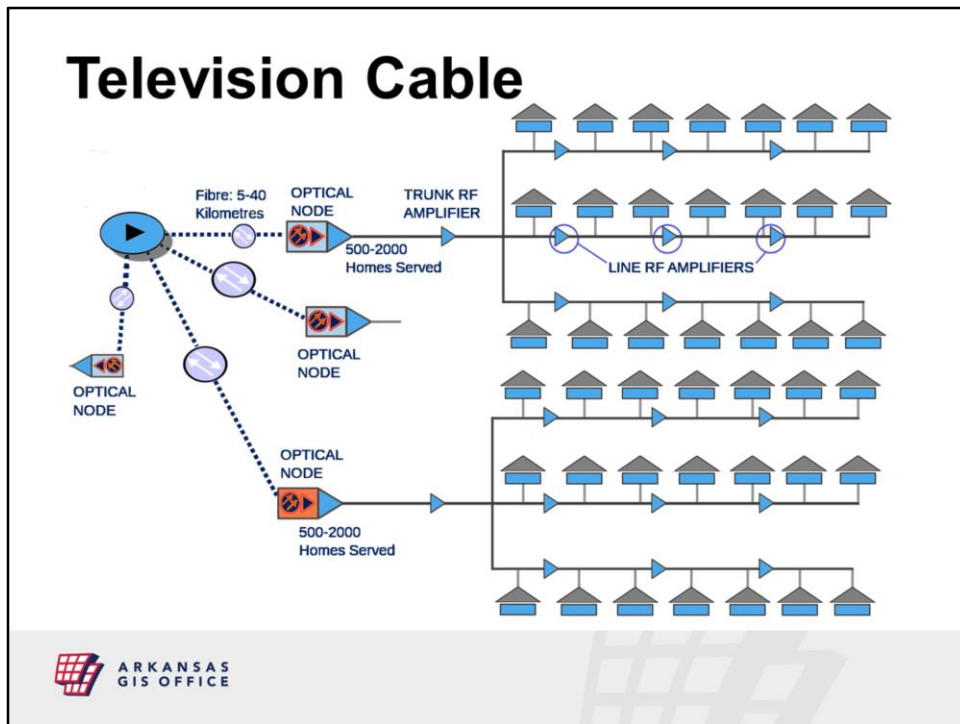 Television Cable
Fibre: 5-40
Kilometres
OPTICAL
NODE
TRUNK RF
AMPLIFIER
500-2000
Homes Served
LINE RF AMPLIFIERS
OPTICAL
NODE
OPTICAL
NODE
OPTICAL
NODE
500-2000
Homes Served
ARKANSAS
GIS OFFICE